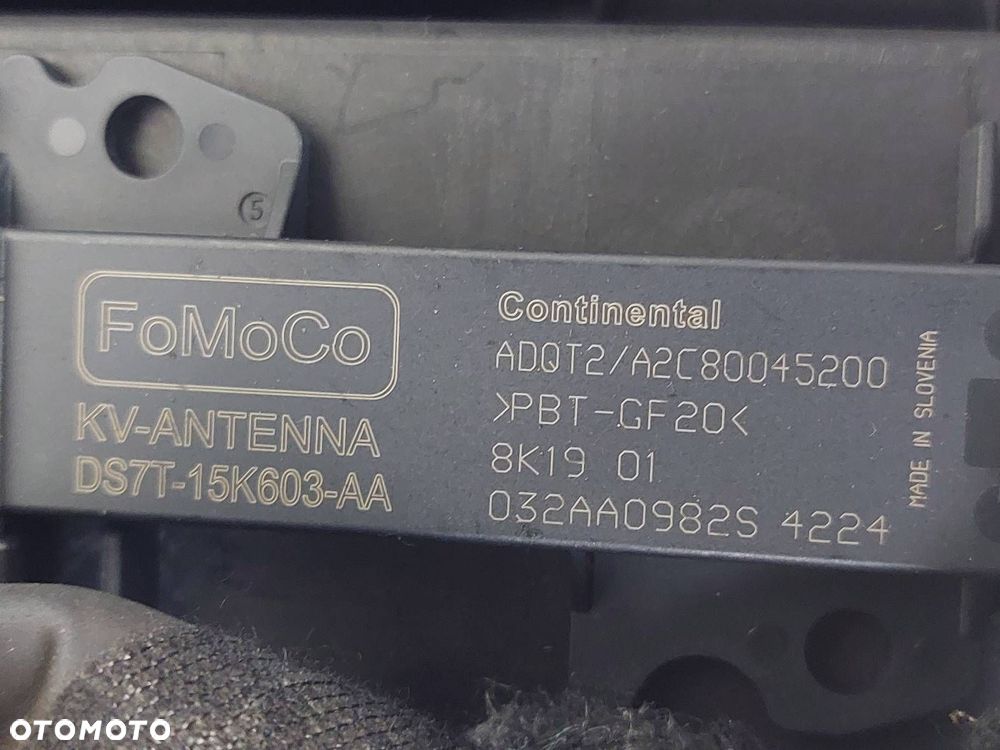 5
FoMoCo
KV-ANTENNA
DS7T-15K603-AA
Continental
ADQT2/A2C80045200
>PBT-GF20<
8K19 01
032AA0982S 4224
MADE IN SLOVENIA
OTOMOTO